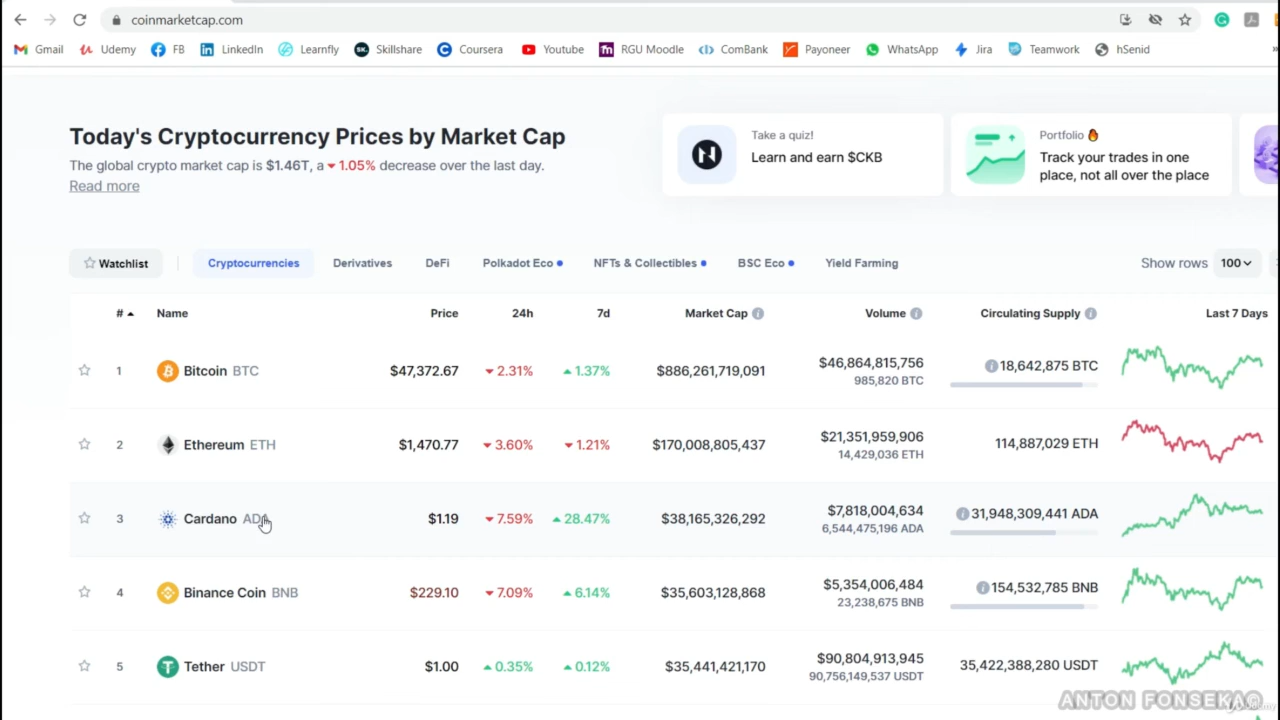 coinmarketcap.com
Gmail Udemy FB LinkedIn Learnfly Skillshare Coursera Youtube RGU Moodle ComBank Payoneer WhatsApp Jira Teamwork hSenid »
Today's Cryptocurrency Prices by Market Cap
The global crypto market cap is $1.46T, a 1.05% decrease over the last day.
Read more
Take a quiz!
Learn and earn $CKB
Portfolio
Track your trades in one
place, not all over the place
Watchlist Cryptocurrencies Derivatives DeFi Polkadot Eco NFTs & Collectibles BSC Eco Yield Farming Show rows 100
# Name Price 24h 7d Market Cap Volume Circulating Supply Last 7 Days
1 Bitcoin BTC $47,372.67 2.31% 1.37% $886,261,719,091 $46,864,815,756 18,642,875 BTC
985,820 BTC
2 Ethereum ETH $1,470.77 3.60% 1.21% $170,008,805,437 $21,351,959,906 114,887,029 ETH
14,429,036 ETH
3 Cardano ADA $1.19 7.59% 28.47% $38,165,326,292 $7,818,004,634 31,948,309,441 ADA
6,544,475,196 ADA
4 Binance Coin BNB $229.10 7.09% 6.14% $35,603,128,868 $5,354,006,484 154,532,785 BNB
23,238,675 BNB
5 Tether USDT $1.00 0.35% 0.12% $35,441,421,170 $90,804,913,945 35,422,388,280 USDT
90,756,149,537 USDT
ANTON FONSEKA©